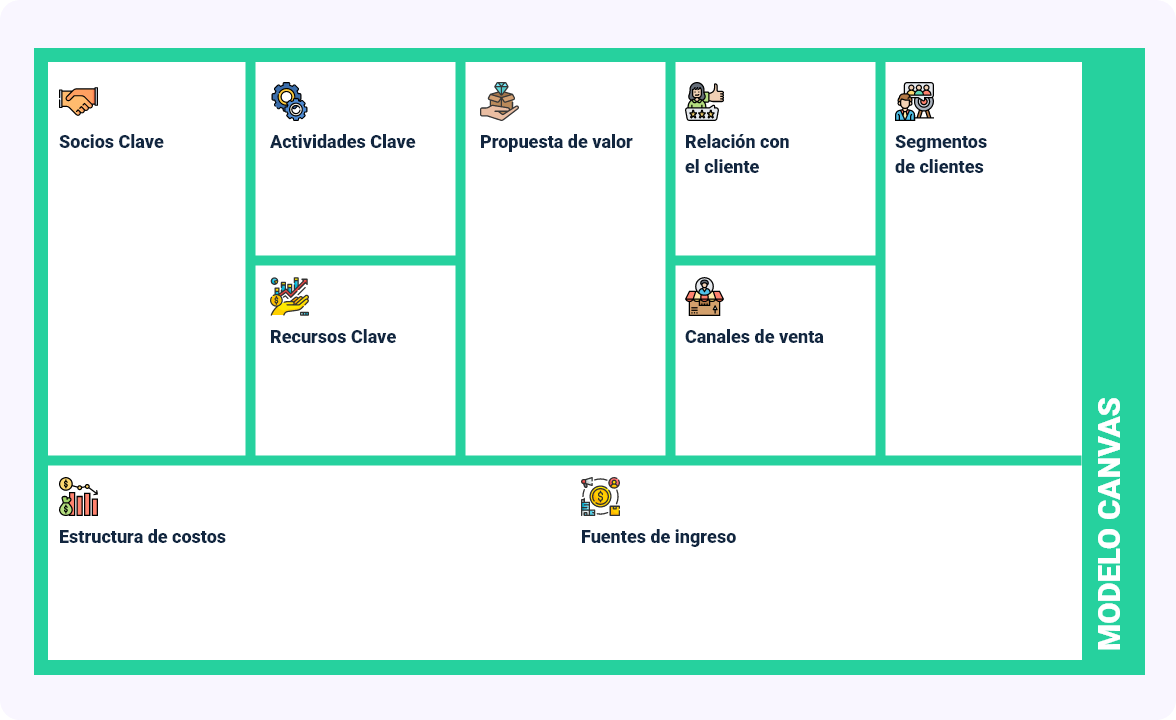 Socios Clave
Actividades Clave
Propuesta de valor
Relación con
el cliente
Segmentos
de clientes
Recursos Clave
Canales de venta
Estructura de costos
Fuentes de ingreso
MODELO CANVAS